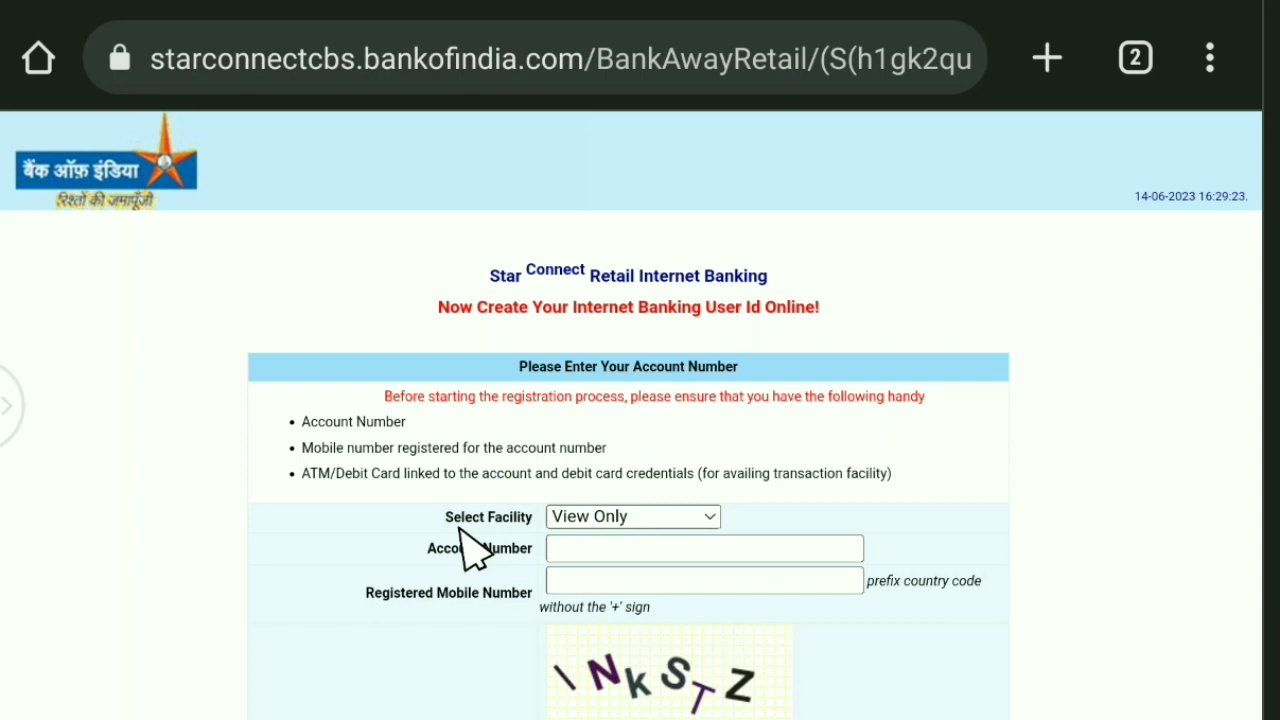 starconnectcbs.bankofindia.com/BankAwayRetail/(S(h1gk2qu
2
बैंक ऑफ़ इंडिया
रिश्तों की जमापूँजी
14-06-2023 16:29:23.
Star Connect Retail Internet Banking
Now Create Your Internet Banking User Id Online!
Please Enter Your Account Number
Before starting the registration process, please ensure that you have the following handy
• Account Number
• Mobile number registered for the account number
• ATM/Debit Card linked to the account and debit card credentials (for availing transaction facility)
Select Facility View Only
Account Number
Registered Mobile Number prefix country code
without the '+' sign
\NkSTZ